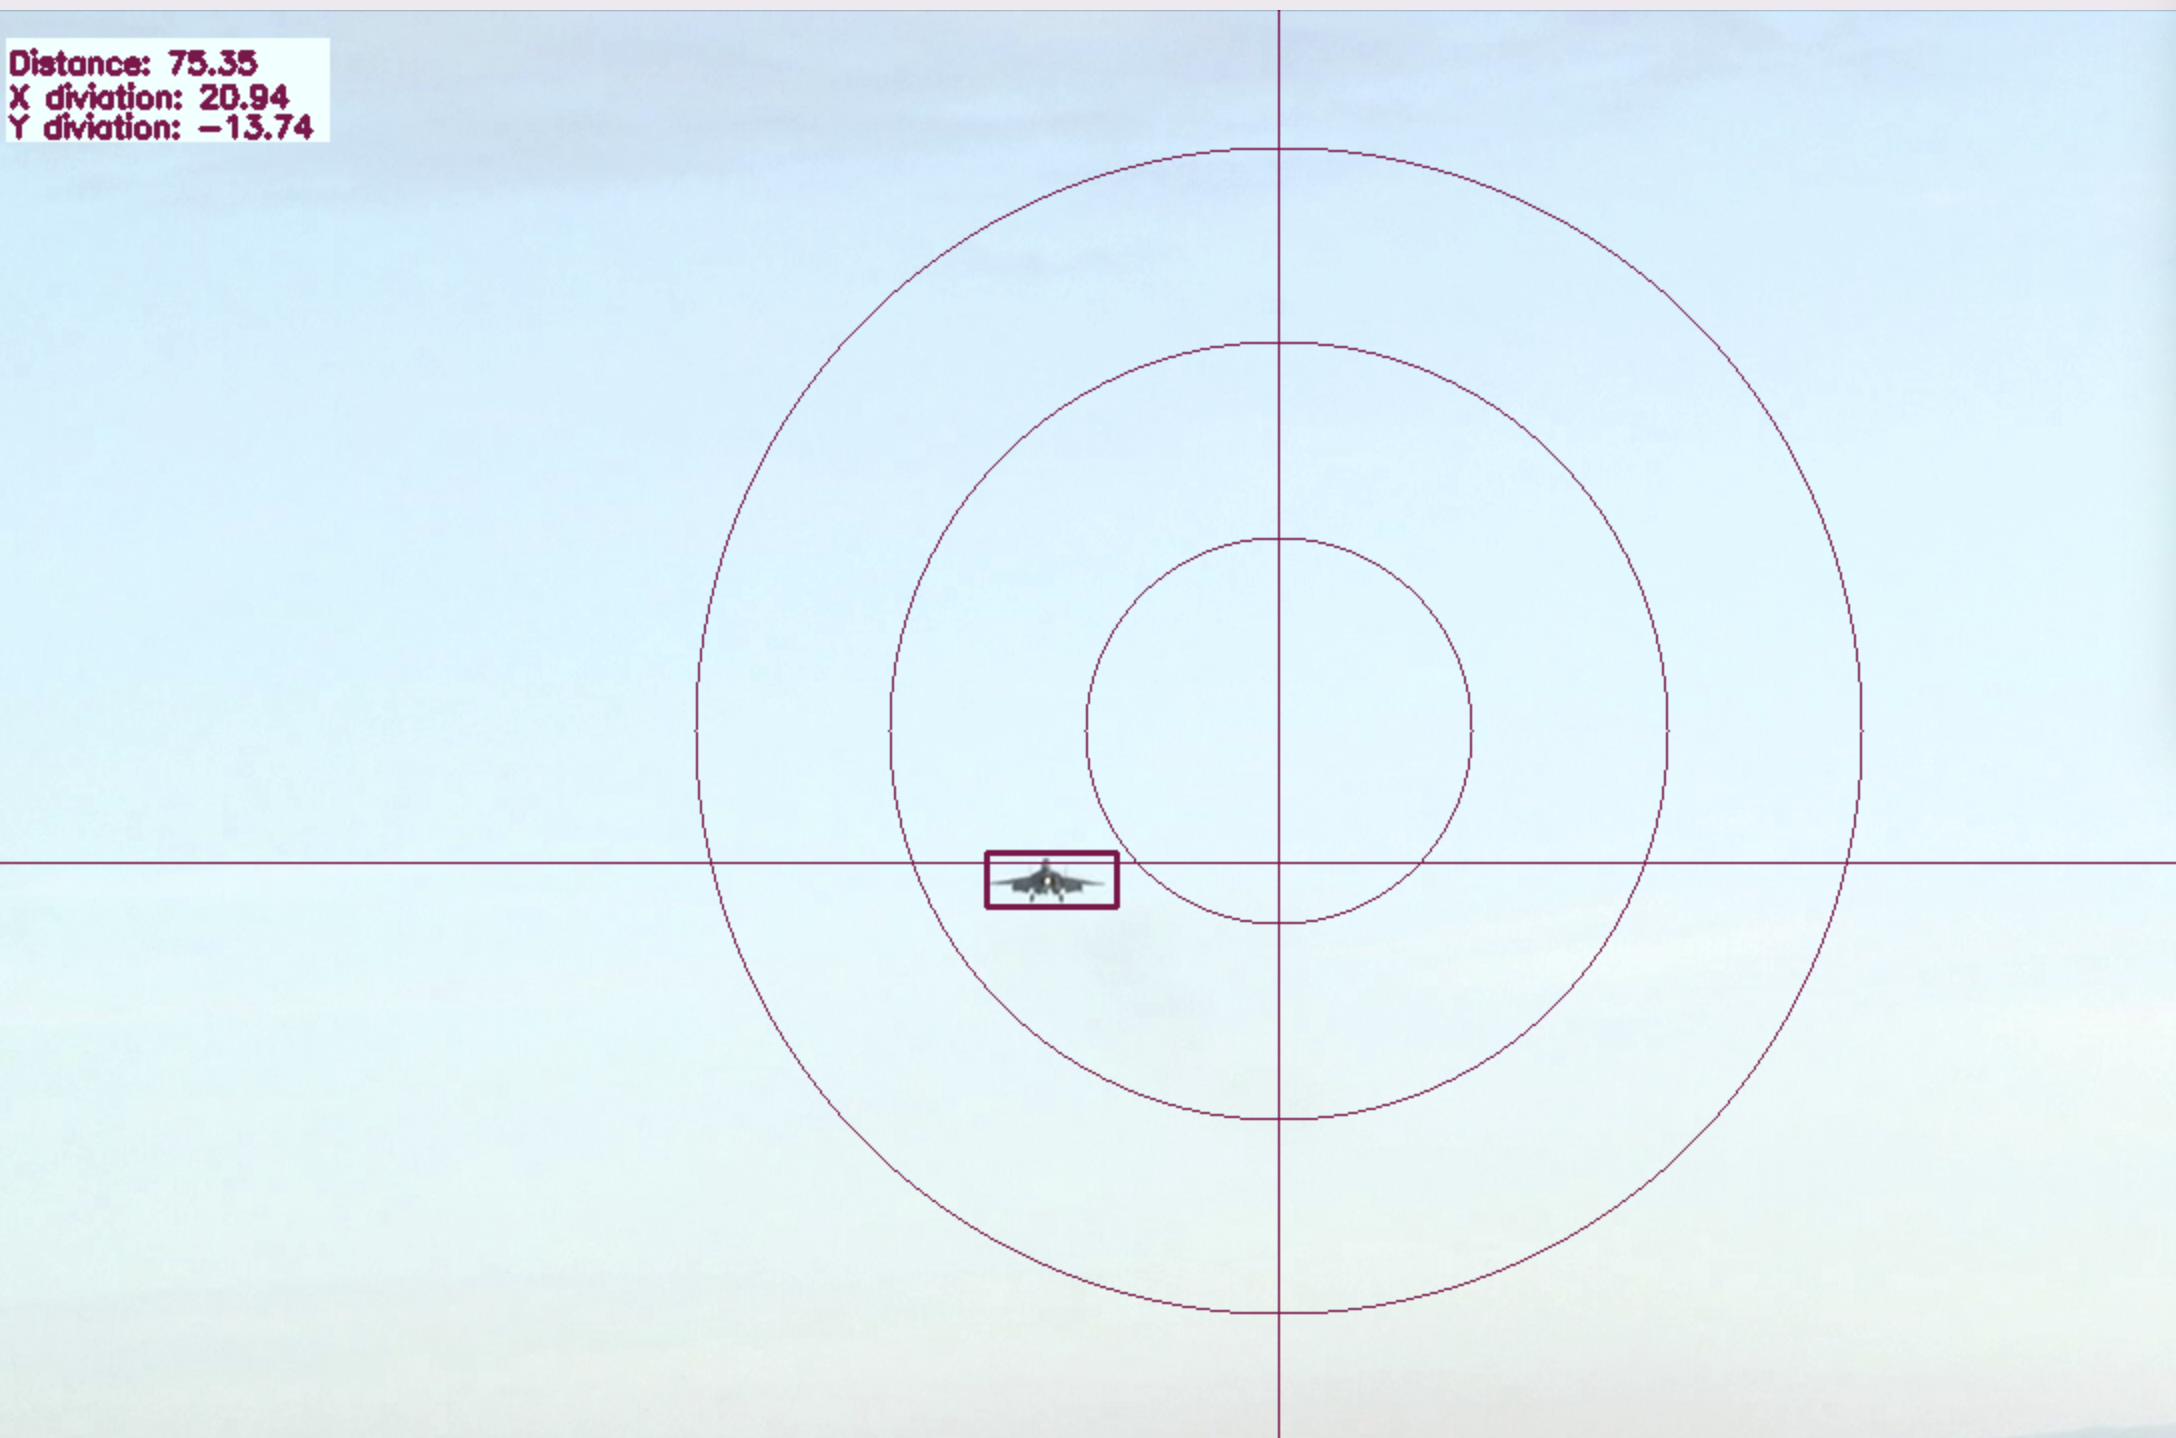 Distance: 75.35
X diviation: 20.94
Y diviation: -13.74